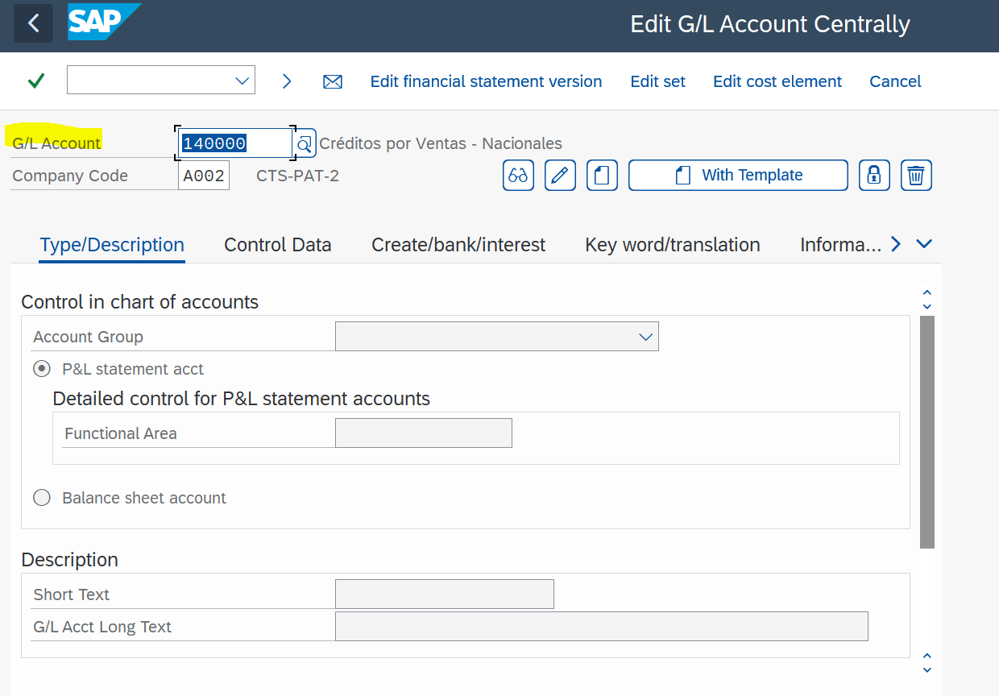 SAP
Edit G/L Account Centrally
Edit financial statement version Edit set Edit cost element Cancel
G/L Account 140000 Créditos por Ventas - Nacionales
Company Code A002 CTS-PAT-2
With Template
Type/Description Control Data Create/bank/interest Key word/translation Informa...
Control in chart of accounts
Account Group
P&L statement acct
Detailed control for P&L statement accounts
Functional Area
Balance sheet account
Description
Short Text
G/L Acct Long Text